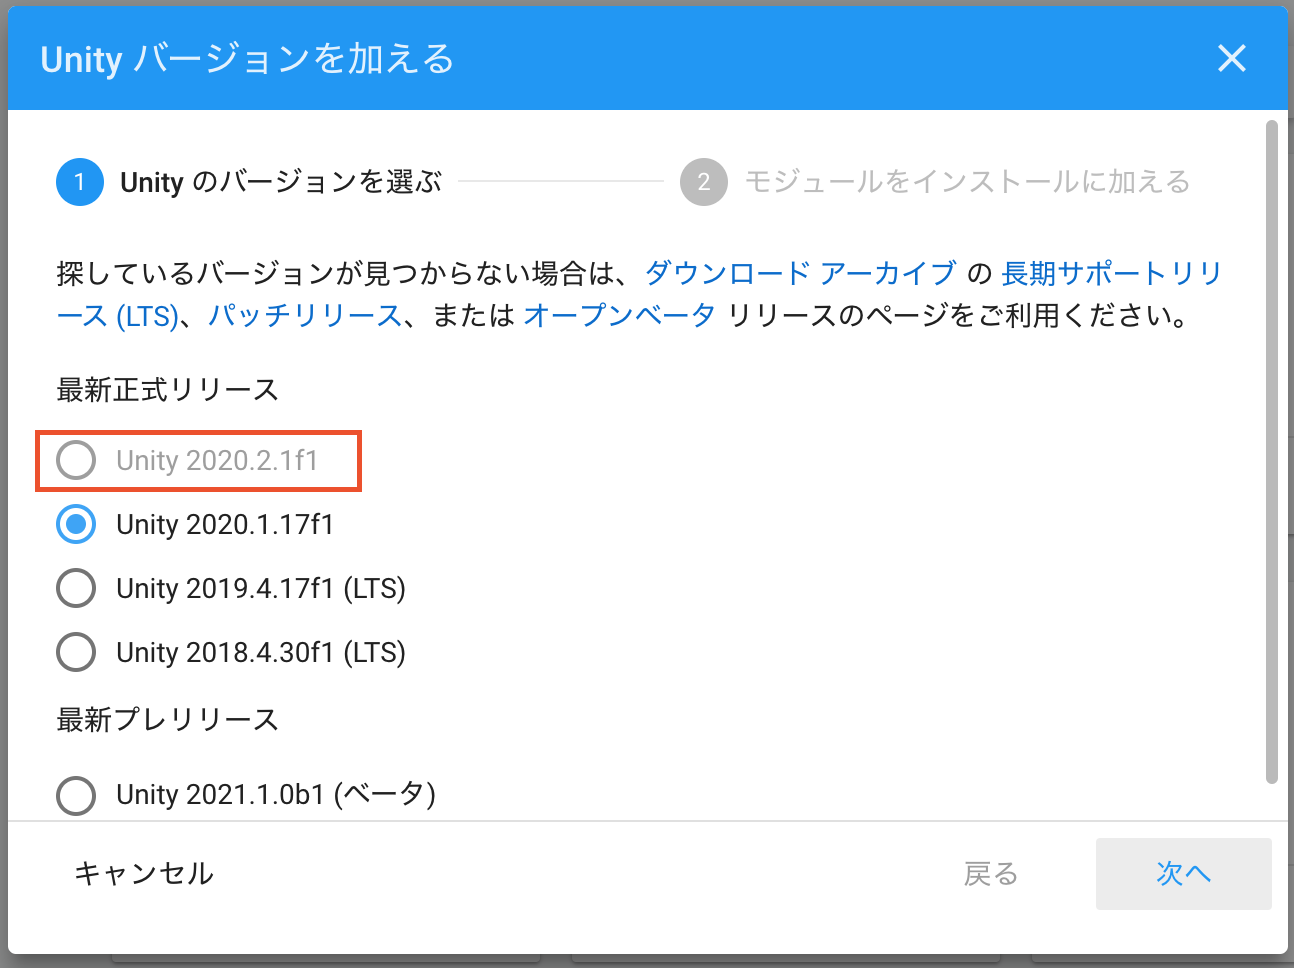 Unity バージョンを加える
1 Unity のバージョンを選ぶ 2 モジュールをインストールに加える
探しているバージョンが見つからない場合は、ダウンロード アーカイブ の 長期サポートリリ
ース (LTS)、パッチリリース、または オープンベータ リリースのページをご利用ください。
最新正式リリース
Unity 2020.2.1f1
Unity 2020.1.17f1
Unity 2019.4.17f1 (LTS)
Unity 2018.4.30f1 (LTS)
最新プレリリース
Unity 2021.1.0b1 (ベータ)
キャンセル 戻る 次へ